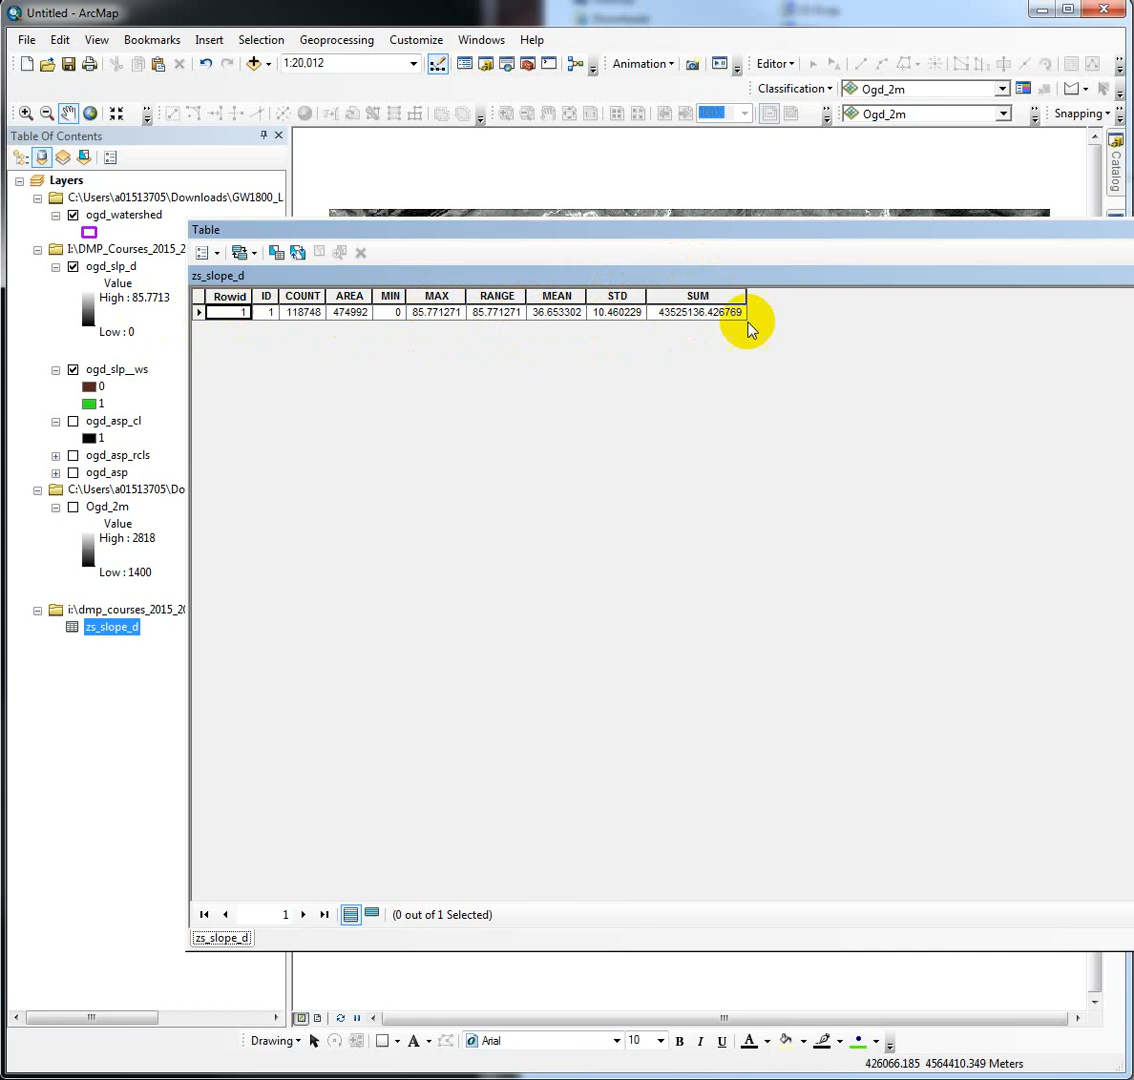 Untitled - ArcMap
File Edit View Bookmarks Insert Selection Geoprocessing Customize Windows Help
1:20,012 Animation Editor
Classification Ogd_2m
Ogd_2m Snapping
Table Of Contents
Catalog
Layers
C:\Users\a01513705\Downloads\GW1800_L
ogd_watershed
Table
I:\DMP_Courses_2015_2
ogd_slp_d
zs_slope_d
Value
High : 85.7713
Low : 0
Rowid ID COUNT AREA MIN MAX RANGE MEAN STD SUM
1 1 118748 474992 0 85.771271 85.771271 36.653302 10.460229 43525136.426769
ogd_slp__ws
0
1
ogd_asp_cl
1
ogd_asp_rcls
ogd_asp
C:\Users\a01513705\Do
Ogd_2m
Value
High : 2818
Low : 1400
i:\dmp_courses_2015_20
zs_slope_d
1 (0 out of 1 Selected)
zs_slope_d
Drawing A Arial 10 B I U A
426066.185 4564410.349 Meters